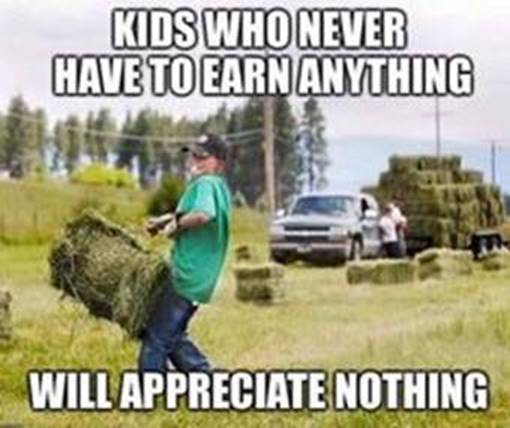 KIDS WHO NEVER
HAVE TO EARN ANYTHING
WILL APPRECIATE NOTHING